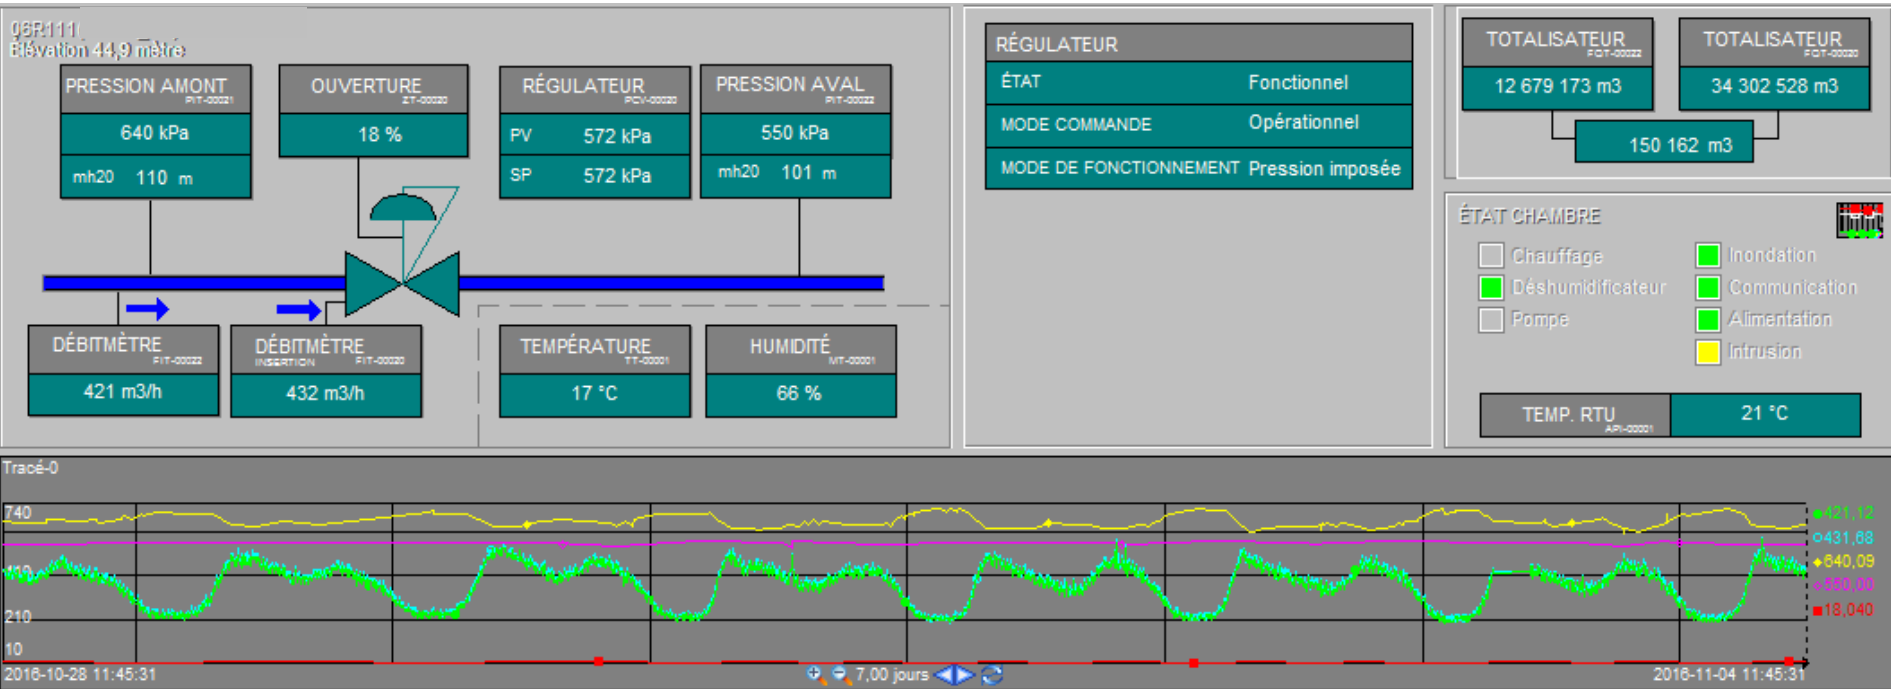 06R111
Élévation 44,9 mètre
PRESSION AMONT
PIT-00021
640 kPa
mh20 110 m
OUVERTURE
ZT-00020
18 %
RÉGULATEUR
PCV-00020
PV 572 kPa
SP 572 kPa
PRESSION AVAL
PIT-00022
550 kPa
mh20 101 m
DÉBITMÈTRE
FIT-00022
421 m3/h
DÉBITMÈTRE
INSERTION FIT-00020
432 m3/h
TEMPÉRATURE
TT-00001
17 °C
HUMIDITÉ
MT-00001
66 %
RÉGULATEUR
ÉTAT Fonctionnel
MODE COMMANDE Opérationnel
MODE DE FONCTIONNEMENT Pression imposée
TOTALISATEUR
FQT-00022
12 679 173 m3
TOTALISATEUR
FQT-00020
34 302 528 m3
150 162 m3
ÉTAT CHAMBRE
Chauffage
Déshumidificateur
Pompe
Inondation
Communication
Alimentation
Intrusion
TEMP. RTU
API-00001
21 °C
Tracé-0
740
210
10
421,12
431,68
640,09
550,00
18,040
2016-10-28 11:45:31
7,00 jours
2016-11-04 11:45:31